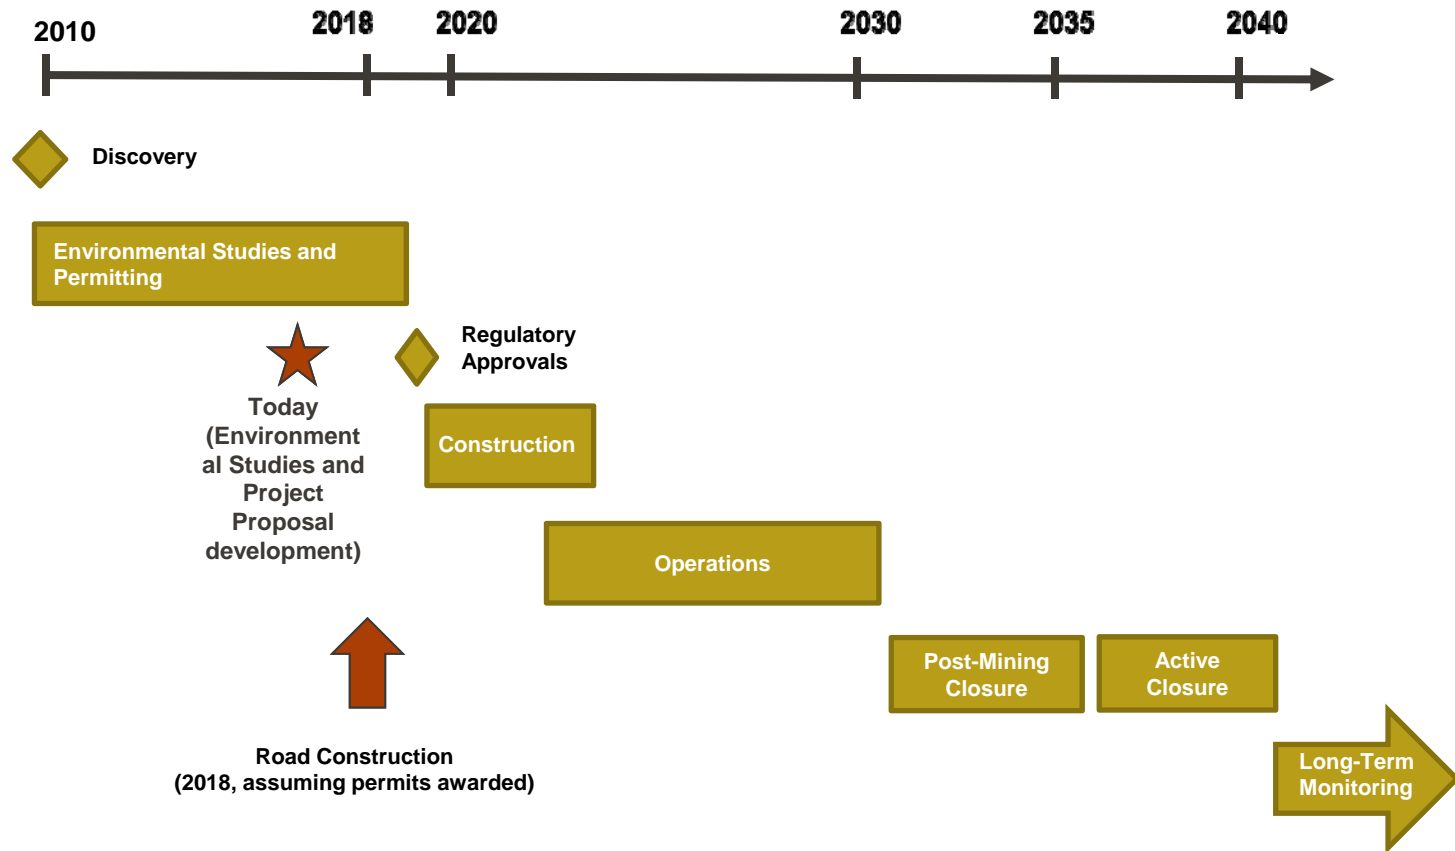 2010 2018 2020 2030 2035 2040
Discovery
Environmental Studies and
Permitting
Regulatory
Approvals
Today
(Environment
al Studies and
Project
Proposal
development)
Construction
Operations
Post-Mining
Closure
Active
Closure
Road Construction
(2018, assuming permits awarded)
Long-Term
Monitoring